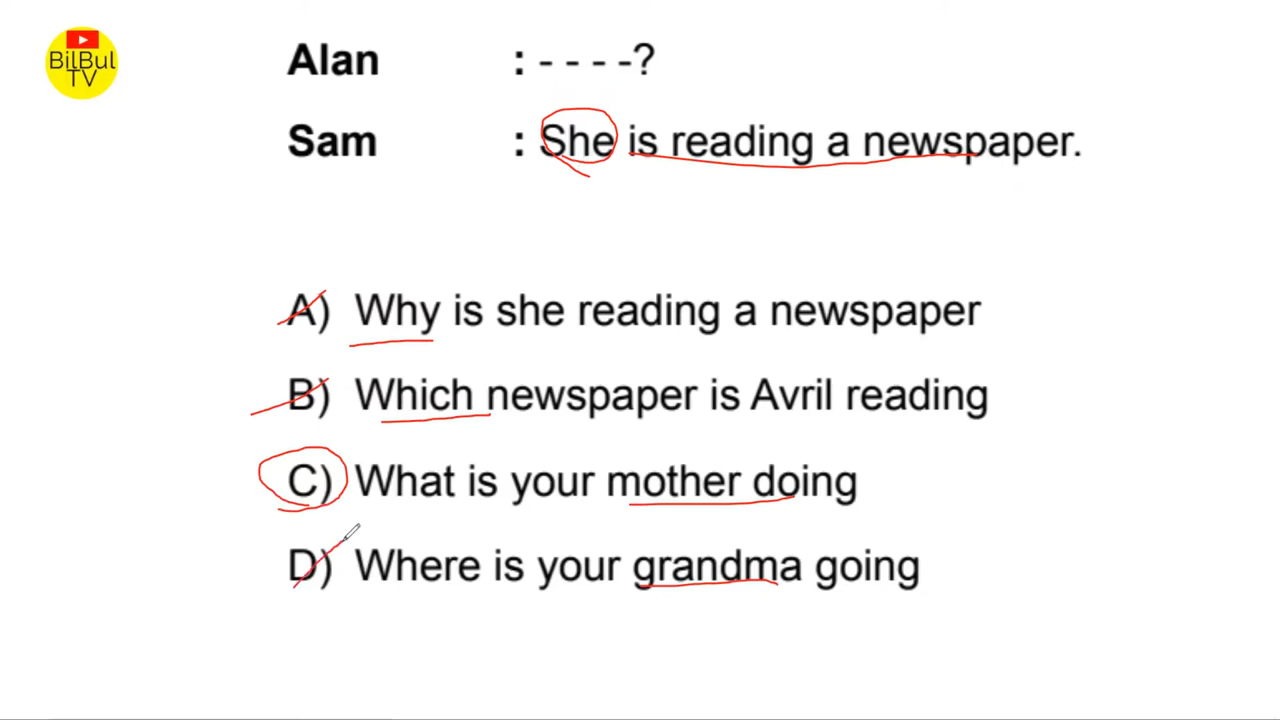 BilBul
TV
Alan : - - - -?
Sam : She is reading a newspaper.
A) Why is she reading a newspaper
B) Which newspaper is Avril reading
C) What is your mother doing
D) Where is your grandma going